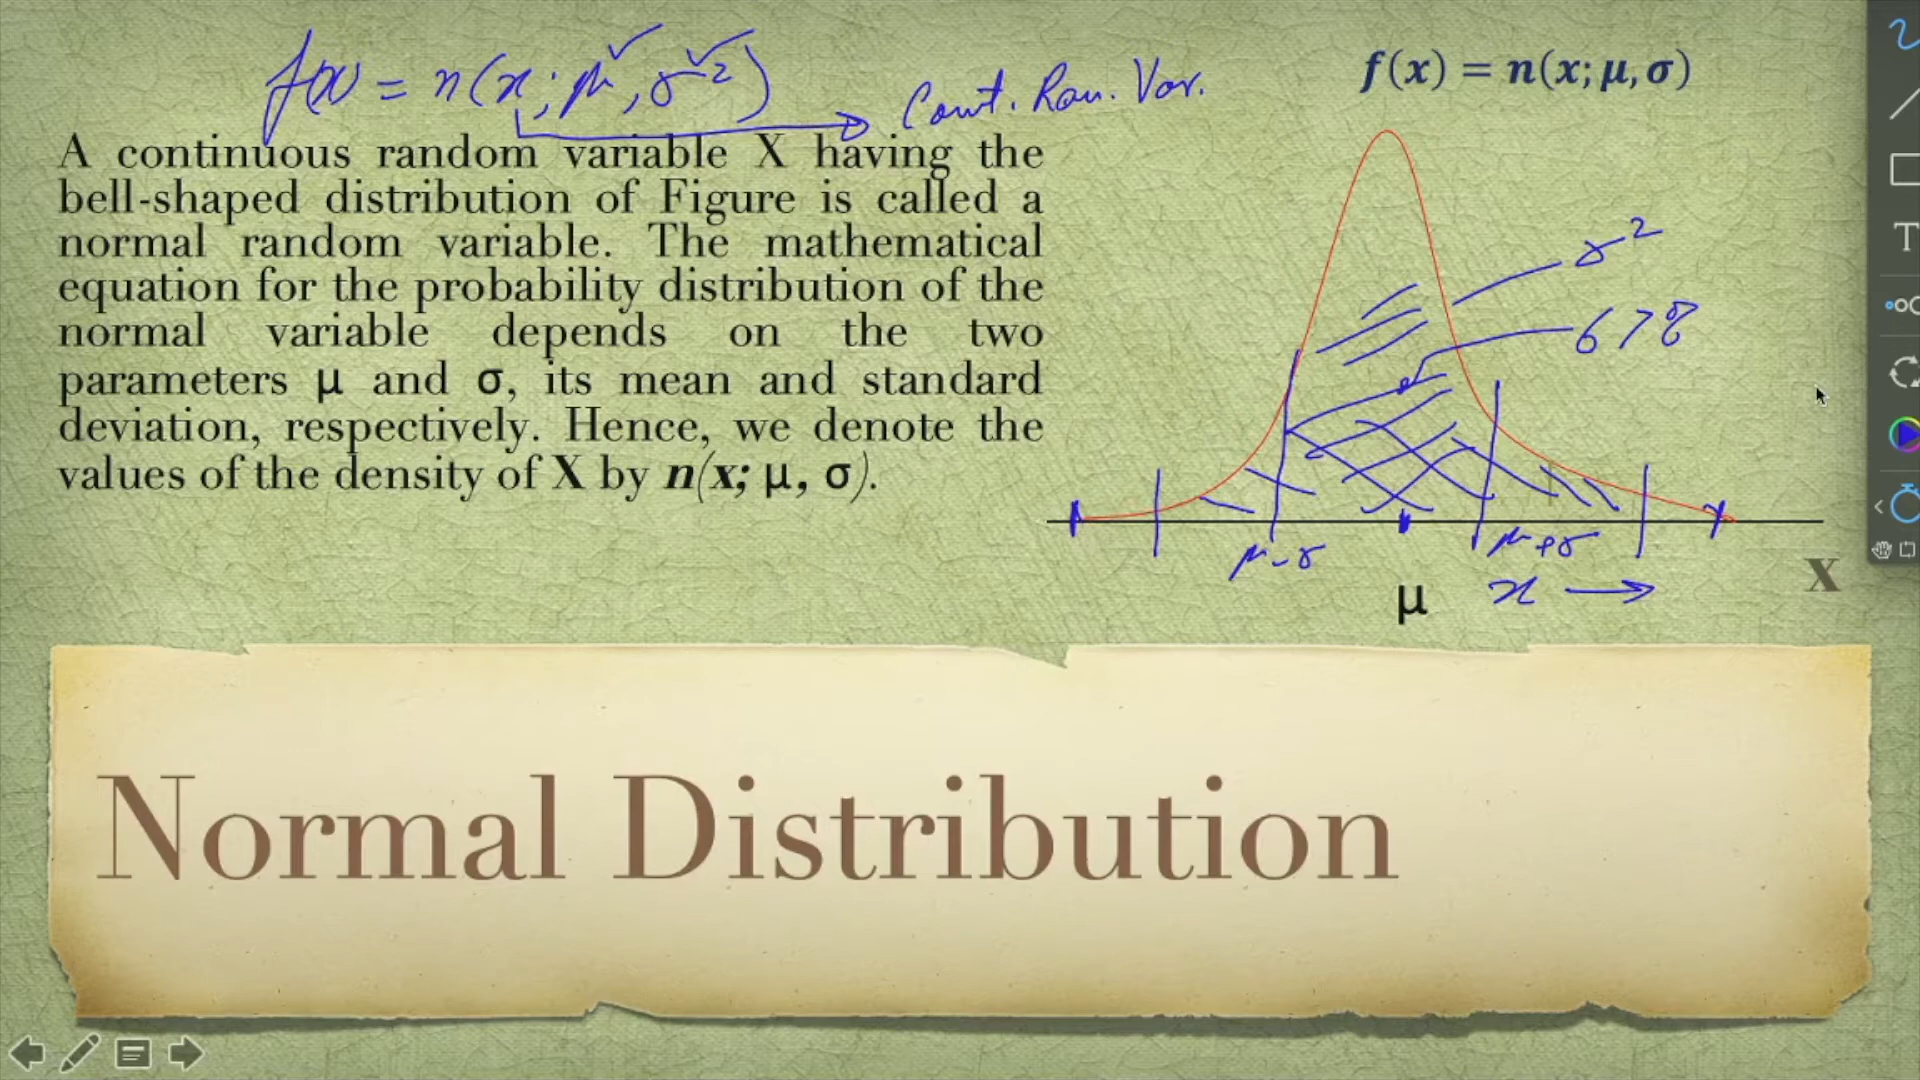 f(x) = n(x; μ, σ²)
Cont. Ran. Var.
f(x) = n(x; μ, σ)
A continuous random variable X having the
bell-shaped distribution of Figure is called a
normal random variable. The mathematical
equation for the probability distribution of the
normal variable depends on the two
parameters μ and σ, its mean and standard
deviation, respectively. Hence, we denote the
values of the density of X by n(x; μ, σ).
σ²
μ-σ
μ+σ
μ
x →
X
Normal Distribution
T